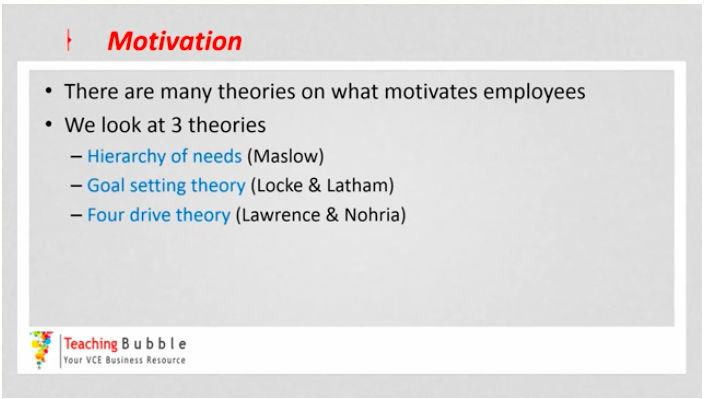 Motivation
• There are many theories on what motivates employees
• We look at 3 theories
– Hierarchy of needs (Maslow)
– Goal setting theory (Locke & Latham)
– Four drive theory (Lawrence & Nohria)
Teaching Bubble
Your VCE Business Resource